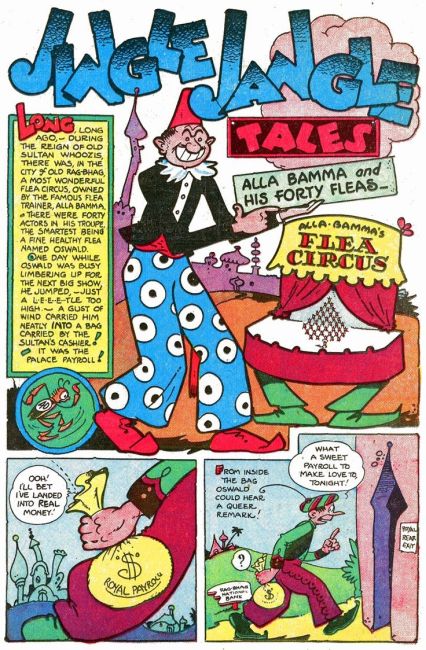 JINGLE JANGLE
TALES
ALLA BAMMA and
HIS FORTY FLEAS—
LONG, LONG
AGO,— DURING
THE REIGN OF OLD
SULTAN WHOOZIS,
THERE WAS, IN THE
CITY OF OLD RAG-BHAG,
A MOST WONDERFUL
FLEA CIRCUS, OWNED
BY THE FAMOUS FLEA
TRAINER, ALLA BAMMA.
THERE WERE FORTY
ACTORS IN HIS TROUPE,
THE SMARTEST BEING
A FINE HEALTHY FLEA
NAMED OSWALD.
ONE DAY WHILE
OSWALD WAS BUSY
LIMBERING UP FOR
THE NEXT BIG SHOW,
HE JUMPED, —JUST
A L-E-E-E-TLE TOO
HIGH.— A GUST OF
WIND CARRIED HIM
NEATLY INTO A BAG
CARRIED BY THE
SULTAN'S CASHIER.
— IT WAS THE
PALACE PAYROLL!
ALLA-BAMMA'S
FLEA
CIRCUS
OOH!
I'LL BET
I'VE LANDED
INTO REAL
MONEY!
$
ROYAL PAYROLL
FROM INSIDE
THE BAG
OSWALD
COULD HEAR
A QUEER
REMARK!
WHAT
A SWEET
PAYROLL TO
MAKE LOVE TO,
TONIGHT!
?
$
RAG-BHAG
NATIONAL
BANK
ROYAL
REAR
EXIT